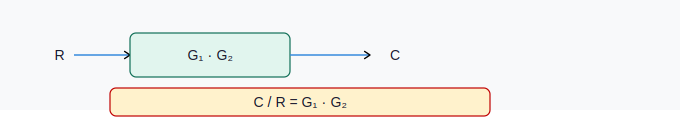 R G₁ · G₂ C
C / R = G₁ · G₂